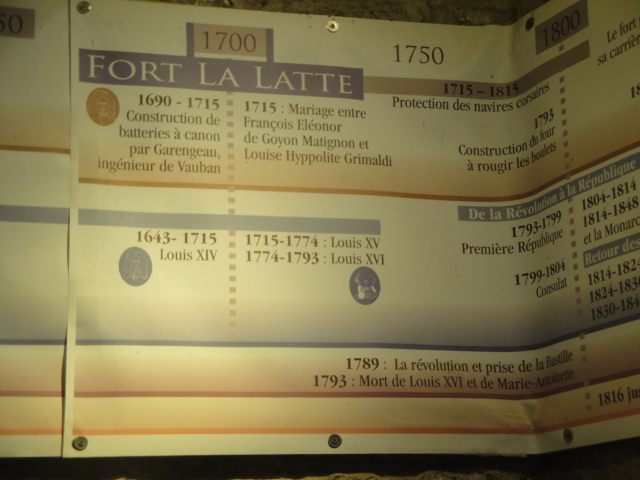 50
1700
1750
1800
FORT LA LATTE
Le fort
sa carriè
1690 - 1715
Construction de
batteries à canon
par Garengeau,
ingénieur de Vauban
1715 : Mariage entre
François Eléonor
de Goyon Matignon et
Louise Hyppolite Grimaldi
1715 - 1815
Protection des navires corsaires
1793
Construction du four
à rougir les boulets
De la Révolution à la République
1643- 1715
Louis XIV
1715-1774 : Louis XV
1774-1793 : Louis XVI
1793-1799
Première République
1799-1804
Consulat
1804-1814
1814-1848
et la Monarc
Retour des
1814-182
1824-183
1830-184
1789 : La révolution et prise de la Bastille
1793 : Mort de Louis XVI et de Marie-Antoinette
1816 jus